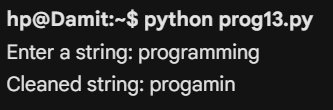 hp@Damit:~$ python prog13.py
Enter a string: programming
Cleaned string: progamin